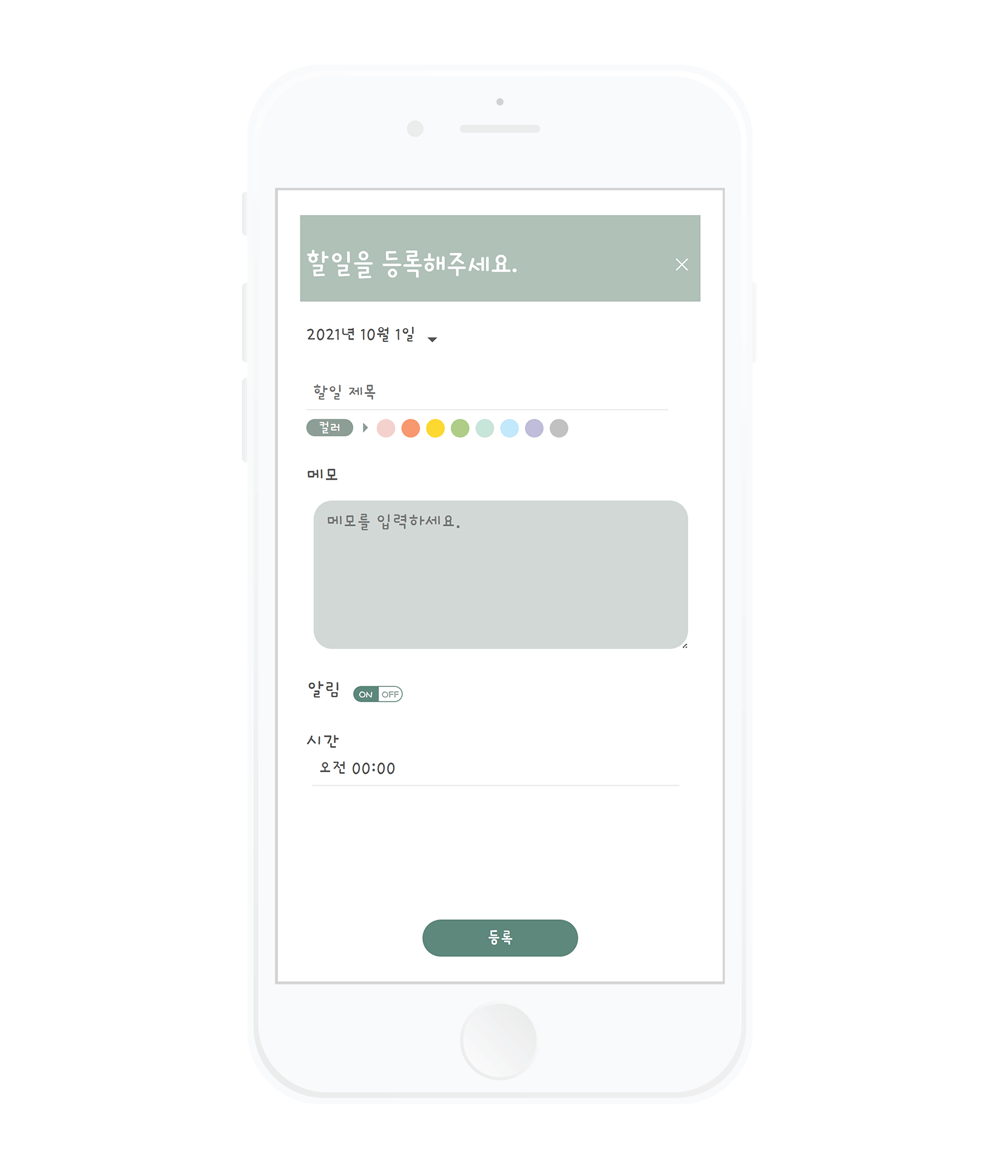 할일을 등록해주세요.
2021년 10월 1일
할일 제목
컬러
메모
메모를 입력하세요.
알림 ON OFF
시간
오전 00:00
등록